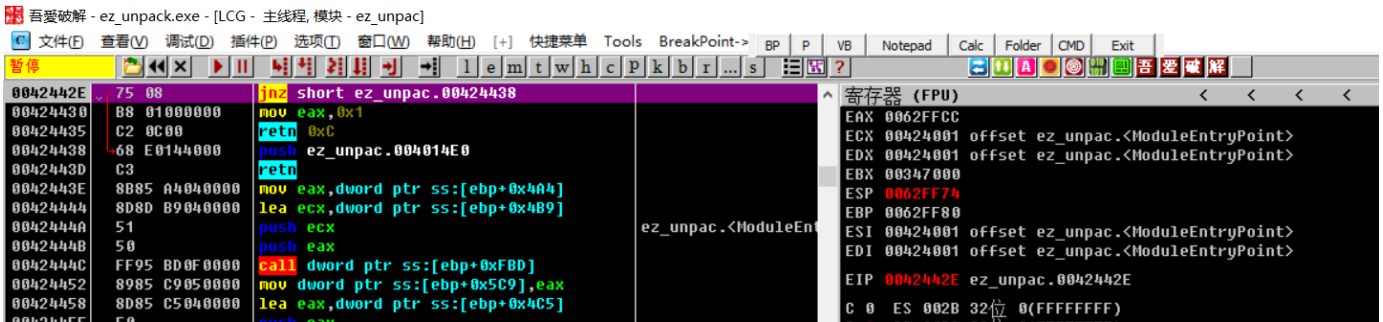 吾愛破解 - ez_unpack.exe - [LCG - 主线程, 模块 - ez_unpac]
C 文件(F) 查看(V) 调试(D) 插件(P) 选项(T) 窗口(W) 帮助(H) [+] 快捷菜单 Tools BreakPoint-> BP P VB Notepad Calc Folder CMD Exit
暂停 l e m t w h c P k b r ... s ? A 吾 愛 破 解
0042442E 75 08 jnz short ez_unpac.00424438
00424430 B8 01000000 mov eax,0x1
00424435 C2 0C00 retn 0xC
00424438 68 E0144000 push ez_unpac.004014E0
0042443D C3 retn
0042443E 8B85 A4040000 mov eax,dword ptr ss:[ebp+0x4A4]
00424444 8D8D B9040000 lea ecx,dword ptr ss:[ebp+0x4B9]
0042444A 51 push ecx ez_unpac.<ModuleEnt
0042444B 50 push eax
0042444C FF95 BD0F0000 call dword ptr ss:[ebp+0xFBD]
00424452 8985 C9050000 mov dword ptr ss:[ebp+0x5C9],eax
00424458 8D85 C5040000 lea eax,dword ptr ss:[ebp+0x4C5]
寄存器 (FPU) < < < <
EAX 0062FFCC
ECX 00424001 offset ez_unpac.<ModuleEntryPoint>
EDX 00424001 offset ez_unpac.<ModuleEntryPoint>
EBX 00347000
ESP 0062FF74
EBP 0062FF80
ESI 00424001 offset ez_unpac.<ModuleEntryPoint>
EDI 00424001 offset ez_unpac.<ModuleEntryPoint>
EIP 0042442E ez_unpac.0042442E
C 0 ES 002B 32位 0(FFFFFFFF)